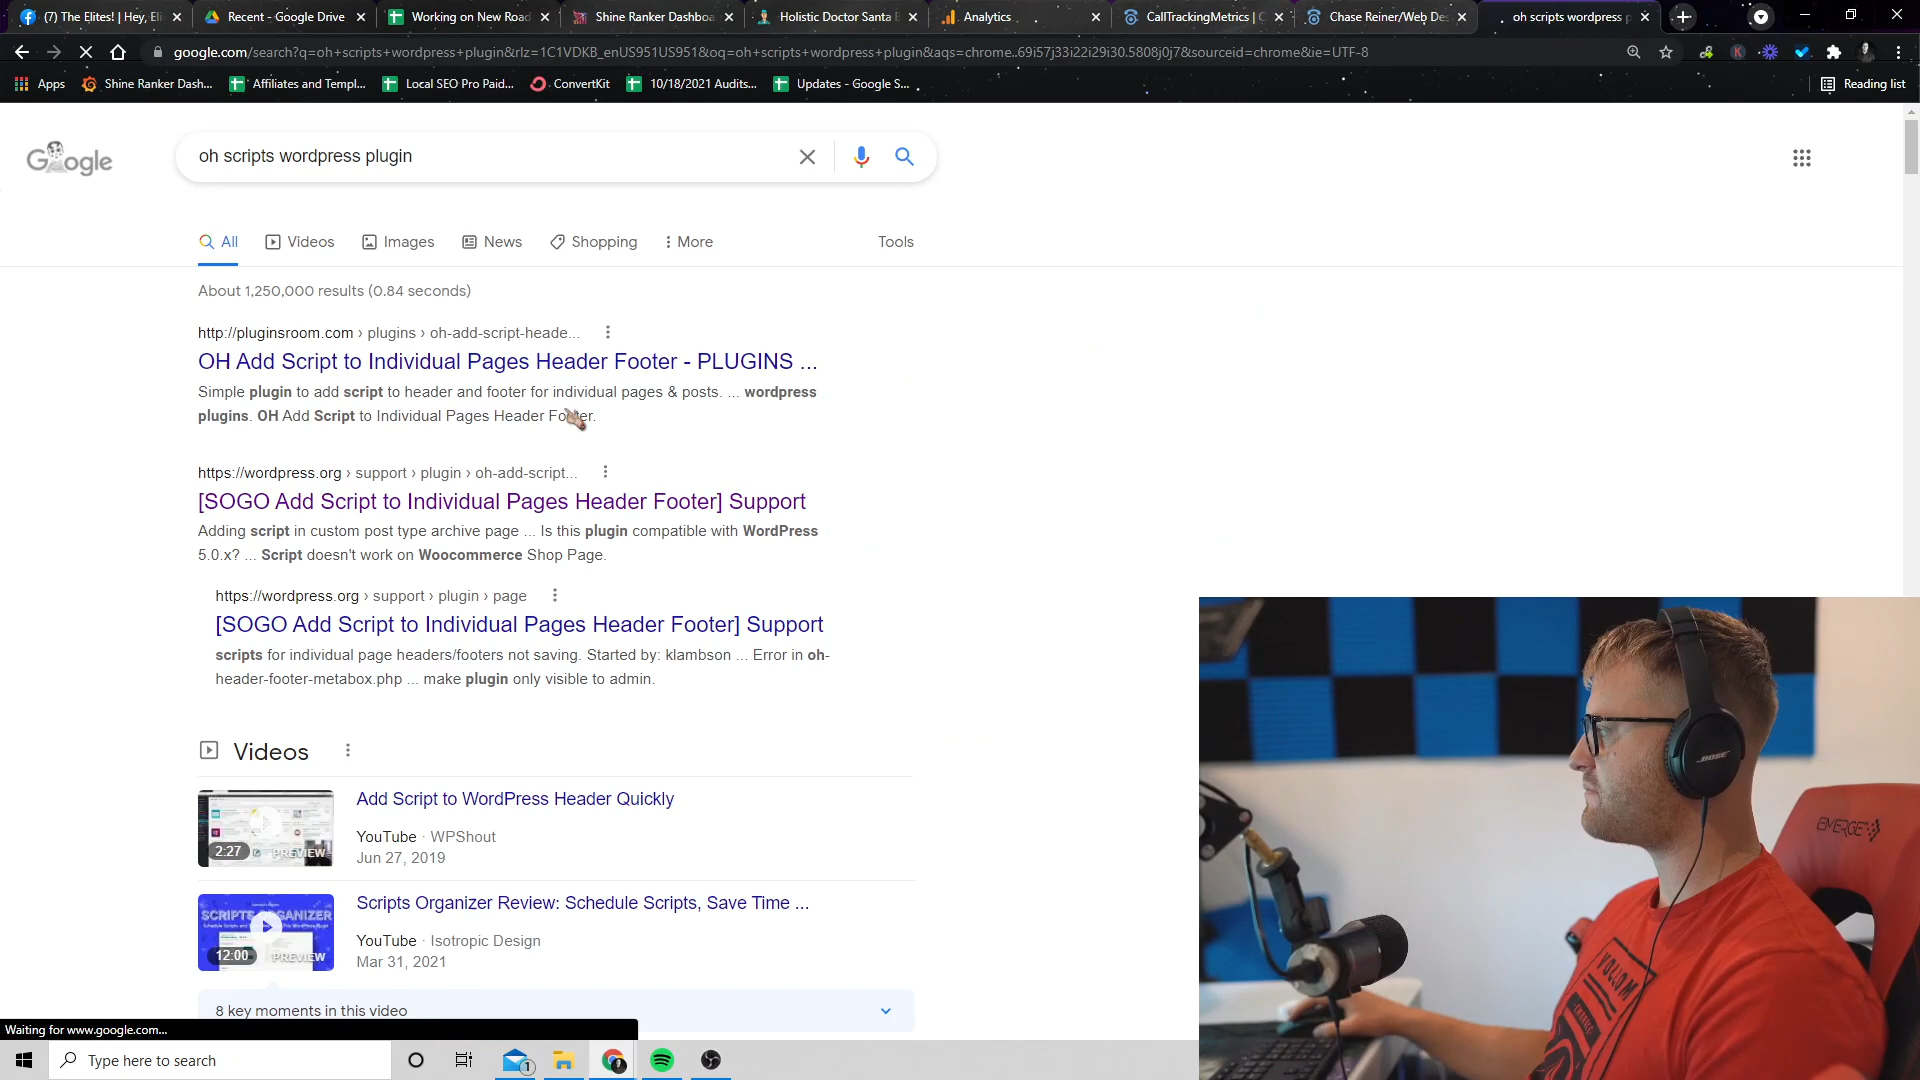 (7) The Elites! | Hey, Eli
Recent - Google Drive
Working on New Road
Shine Ranker Dashboa
Holistic Doctor Santa B
Analytics
CallTrackingMetrics | C
Chase Reiner/Web Des
oh scripts wordpress p
google.com/search?q=oh+scripts+wordpress+plugin&rlz=1C1VDKB_enUS951US951&oq=oh+scripts+wordpress+plugin&aqs=chrome..69i57j33i22i29i30.5808j0j7&sourceid=chrome&ie=UTF-8
Apps
Shine Ranker Dash...
Affiliates and Templ...
Local SEO Pro Paid...
ConvertKit
10/18/2021 Audits...
Updates - Google S...
Reading list
Google
oh scripts wordpress plugin
All
Videos
Images
News
Shopping
More
Tools
About 1,250,000 results (0.84 seconds)
http://pluginsroom.com › plugins › oh-add-script-heade...
OH Add Script to Individual Pages Header Footer - PLUGINS ...
Simple plugin to add script to header and footer for individual pages & posts. ... wordpress
plugins. OH Add Script to Individual Pages Header Footer.
https://wordpress.org › support › plugin › oh-add-script...
[SOGO Add Script to Individual Pages Header Footer] Support
Adding script in custom post type archive page ... Is this plugin compatible with WordPress
5.0.x? ... Script doesn't work on Woocommerce Shop Page.
https://wordpress.org › support › plugin › page
[SOGO Add Script to Individual Pages Header Footer] Support
scripts for individual page headers/footers not saving. Started by: klambson ... Error in oh-
header-footer-metabox.php ... make plugin only visible to admin.
Videos
Add Script to WordPress Header Quickly
YouTube · WPShout
Jun 27, 2019
2:27
PREVIEW
Scripts Organizer Review: Schedule Scripts, Save Time ...
YouTube · Isotropic Design
Mar 31, 2021
SCRIPTS ORGANIZER
12:00
PREVIEW
8 key moments in this video
Waiting for www.google.com...
Type here to search
1
BOSE
EMERGE